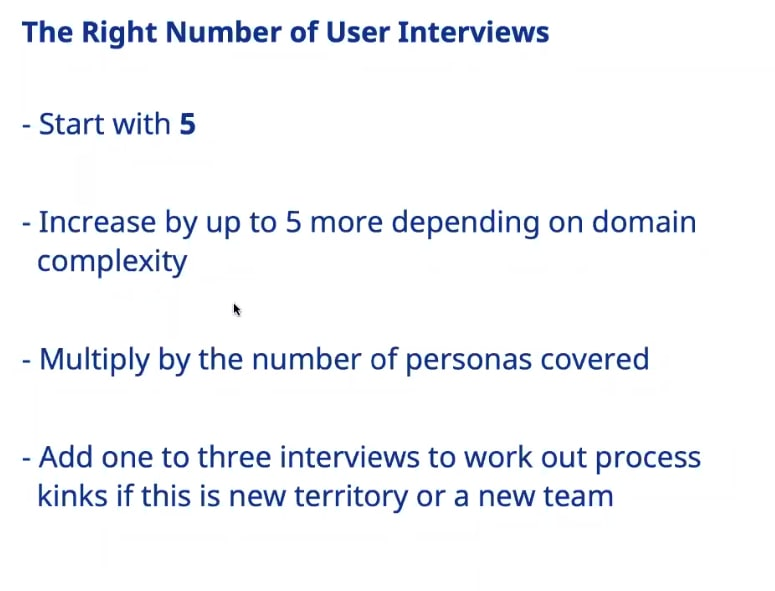 The Right Number of User Interviews
- Start with 5
- Increase by up to 5 more depending on domain
complexity
- Multiply by the number of personas covered
- Add one to three interviews to work out process
kinks if this is new territory or a new team